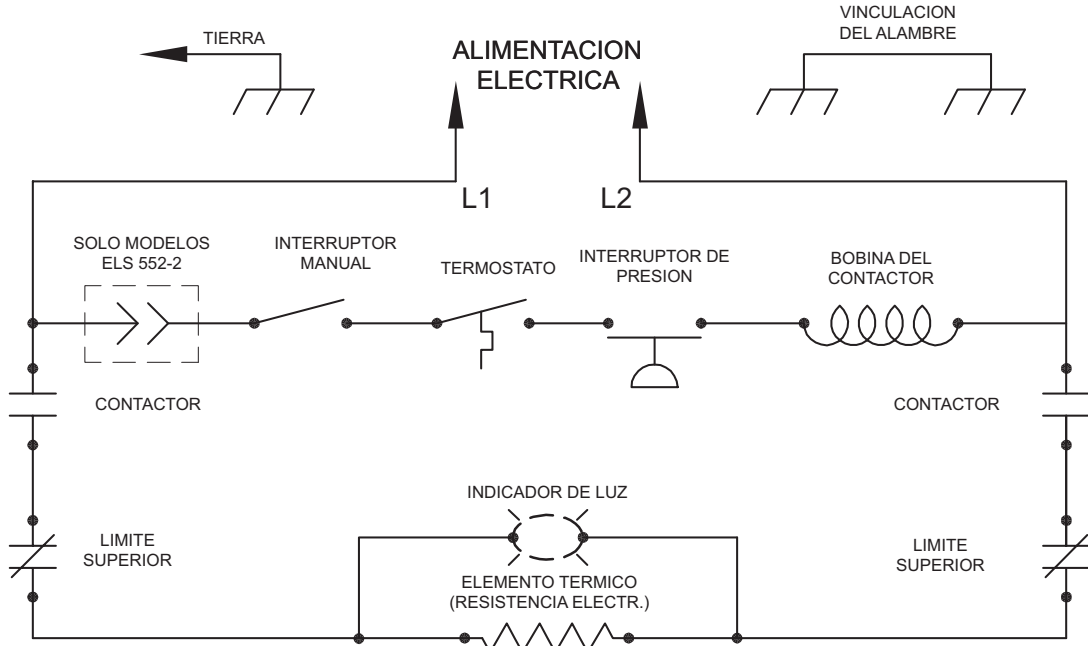 TIERRA
ALIMENTACION
ELECTRICA
VINCULACION
DEL ALAMBRE
L1
L2
SOLO MODELOS
ELS 552-2
INTERRUPTOR
MANUAL
TERMOSTATO
INTERRUPTOR DE
PRESION
BOBINA DEL
CONTACTOR
CONTACTOR
CONTACTOR
INDICADOR DE LUZ
LIMITE
SUPERIOR
LIMITE
SUPERIOR
ELEMENTO TERMICO
(RESISTENCIA ELECTR.)